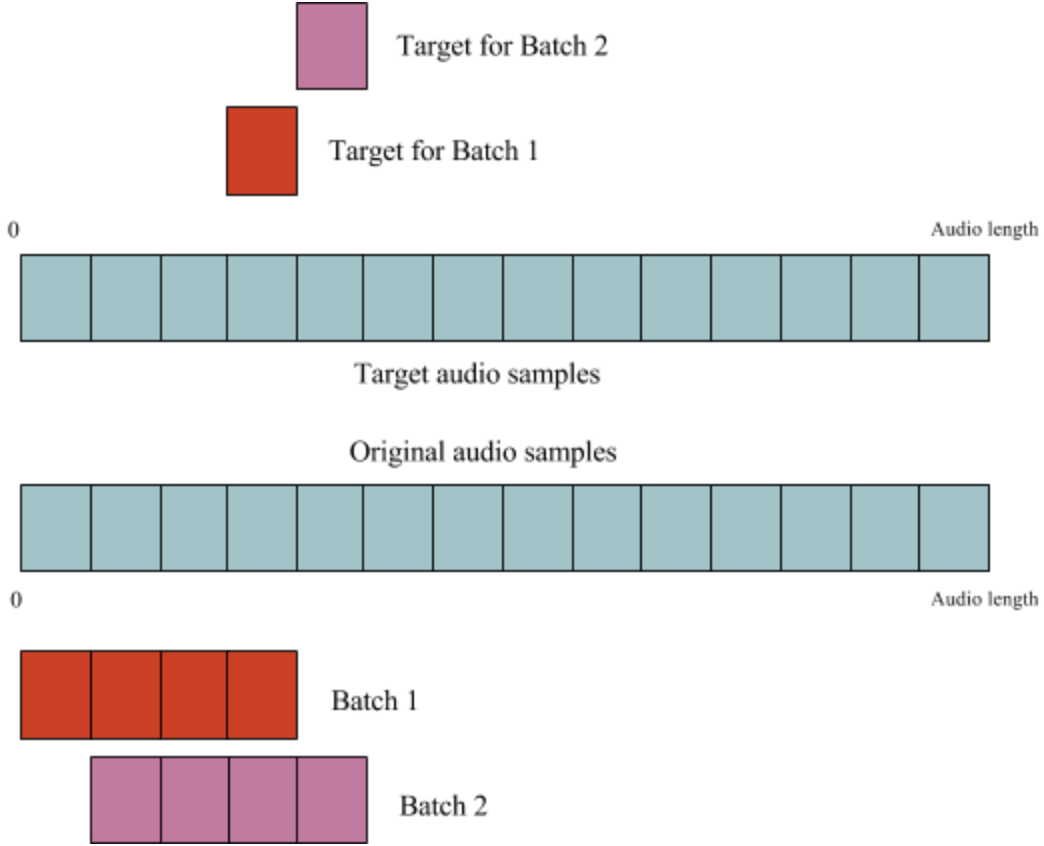 Target for Batch 2
Target for Batch 1
0
Audio length
Target audio samples
Original audio samples
0
Audio length
Batch 1
Batch 2